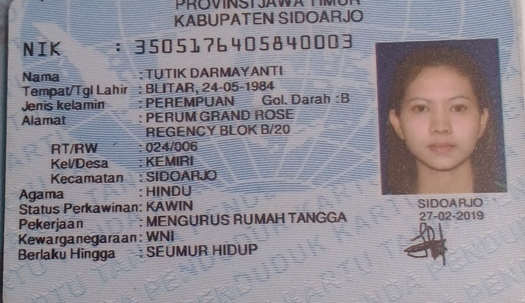 PROVINSI JAWA TIMUR
KABUPATEN SIDOARJO
NIK : 3505176405840003
Nama : TUTIK DARMAYANTI
Tempat/Tgl Lahir : BLITAR, 24-05-1984
Jenis kelamin : PEREMPUAN Gol. Darah : B
Alamat : PERUM GRAND ROSE
REGENCY BLOK B/20
RT/RW : 024/006
Kel/Desa : KEMIRI
Kecamatan : SIDOARJO
Agama : HINDU
Status Perkawinan: KAWIN
Pekerjaan : MENGURUS RUMAH TANGGA
Kewarganegaraan: WNI
Berlaku Hingga : SEUMUR HIDUP
SIDOARJO
27-02-2019